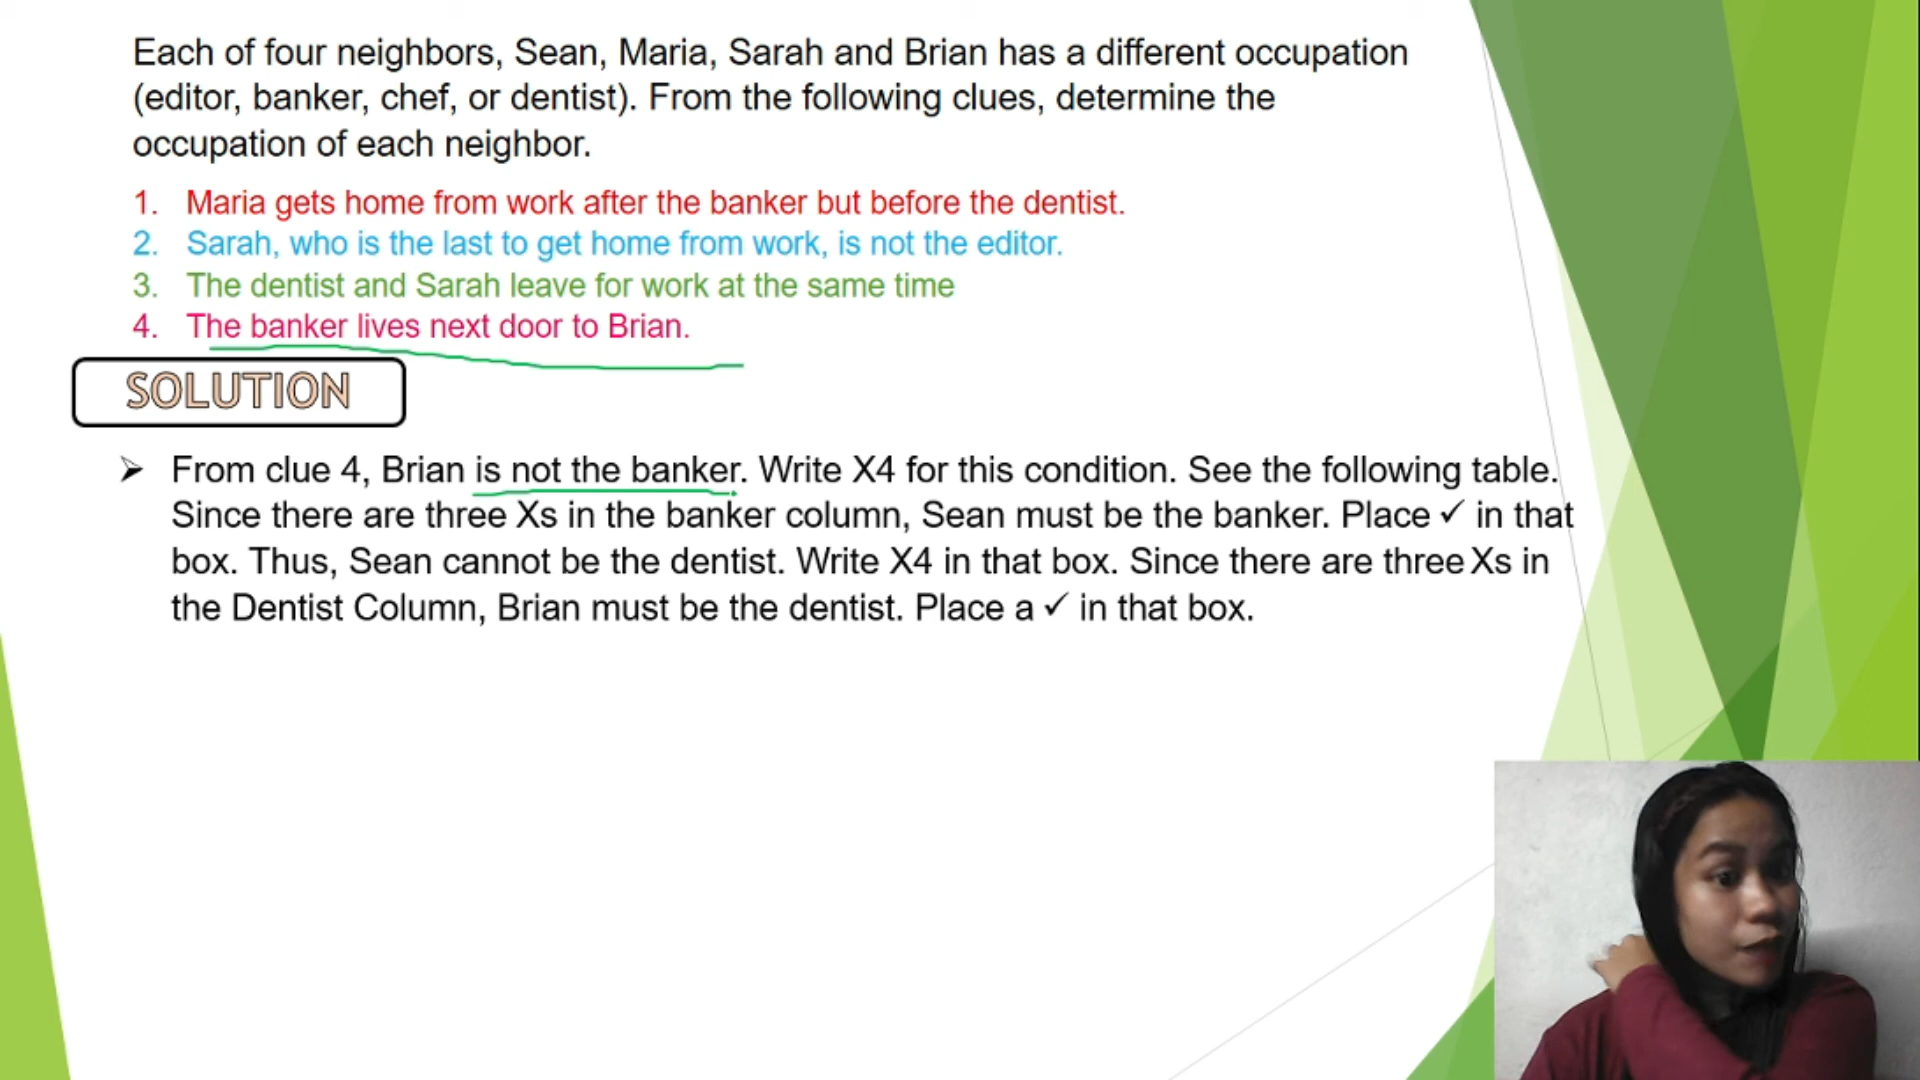 Each of four neighbors, Sean, Maria, Sarah and Brian has a different occupation
(editor, banker, chef, or dentist). From the following clues, determine the
occupation of each neighbor.
1. Maria gets home from work after the banker but before the dentist.
2. Sarah, who is the last to get home from work, is not the editor.
3. The dentist and Sarah leave for work at the same time
4. The banker lives next door to Brian.
SOLUTION
➢ From clue 4, Brian is not the banker. Write X4 for this condition. See the following table.
Since there are three Xs in the banker column, Sean must be the banker. Place ✓ in that
box. Thus, Sean cannot be the dentist. Write X4 in that box. Since there are three Xs in
the Dentist Column, Brian must be the dentist. Place a ✓ in that box.